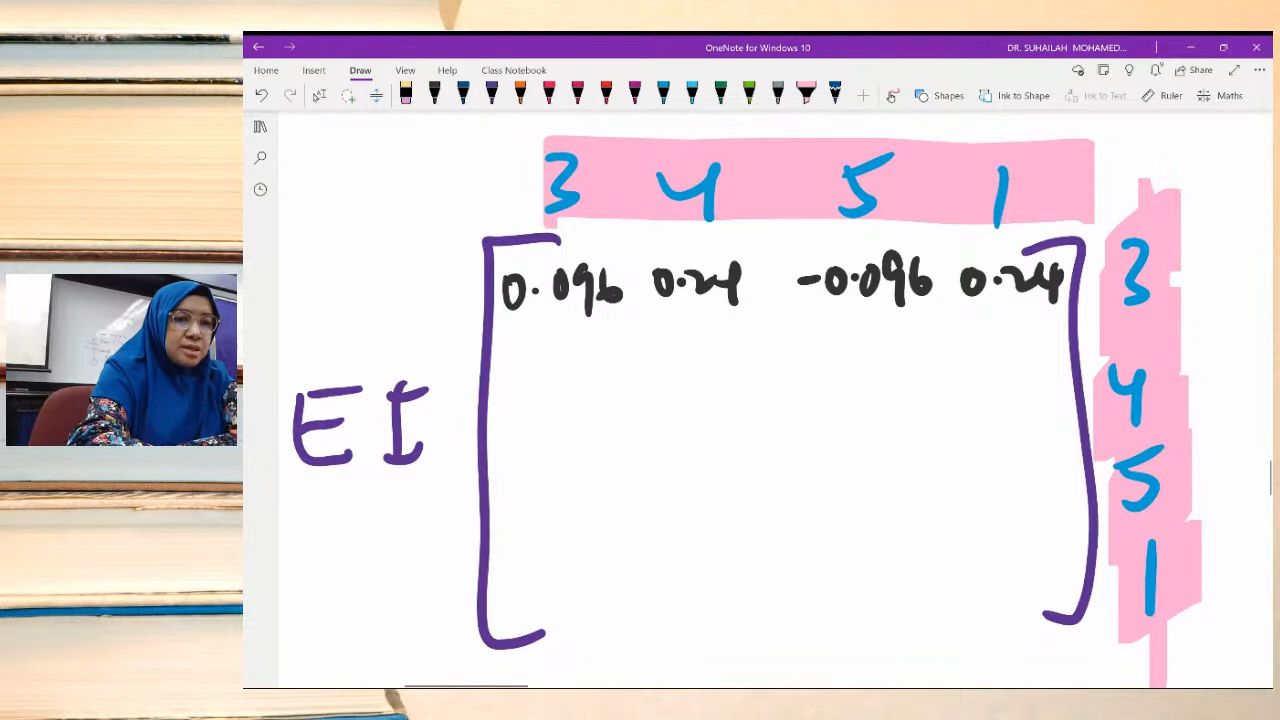 OneNote for Windows 10 DR. SUHAILAH MOHAMED...
Home Insert Draw View Help Class Notebook Share
Shapes Ink to Shape Ink to Text Ruler Maths
3 4 5 1
0.096 0.24 -0.096 0.24 3
EI 4
5
1